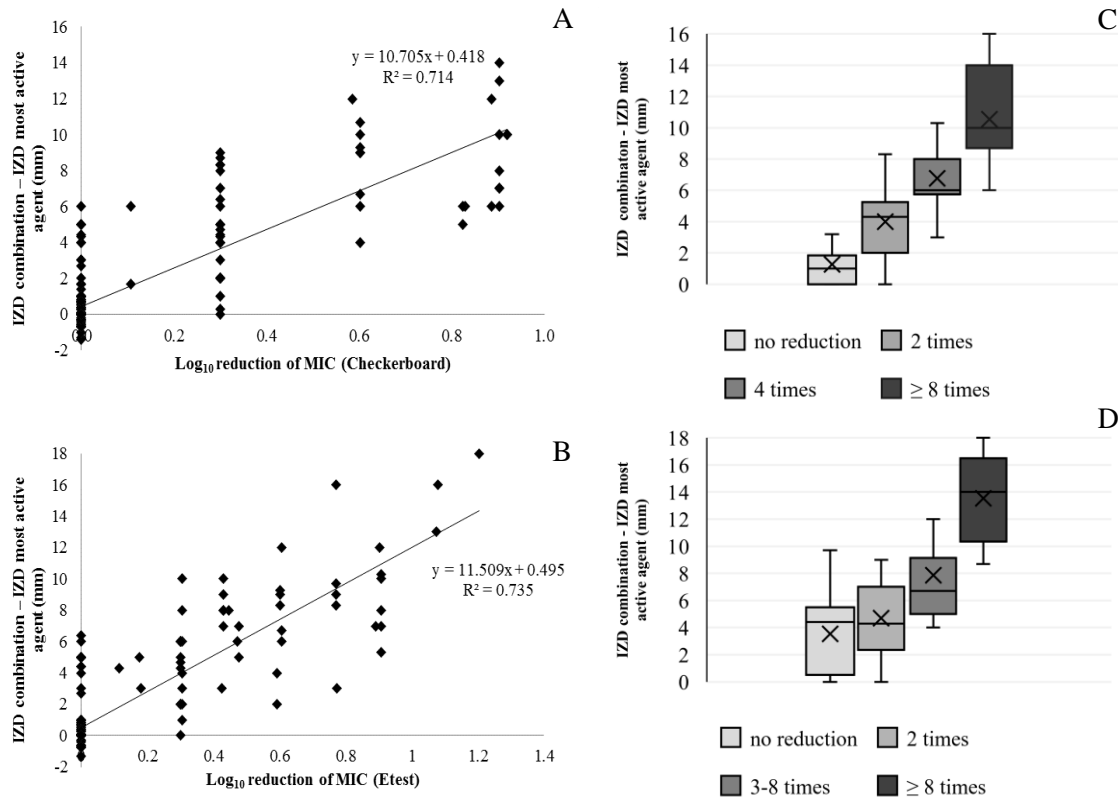 A
16
14
12
10
8
6
4
2
0
-2
y = 10.705x + 0.418
R² = 0.714
0.0 0.2 0.4 0.6 0.8 1.0
IZD combination – IZD most active
agent (mm)
Log₁₀ reduction of MIC (Checkerboard)
B
18
16
14
12
10
8
6
4
2
0
-2
y = 11.509x + 0.495
R² = 0.735
0.2 0.4 0.6 0.8 1 1.2 1.4
IZD combination – IZD most active
agent (mm)
Log₁₀ reduction of MIC (Etest)
C
16
14
12
10
8
6
4
2
0
IZD combinaton - IZD most
active agent (mm)
no reduction 2 times
4 times ≥ 8 times
D
18
16
14
12
10
8
6
4
2
0
IZD combination - IZD most
active agent (mm)
no reduction 2 times
3-8 times ≥ 8 times